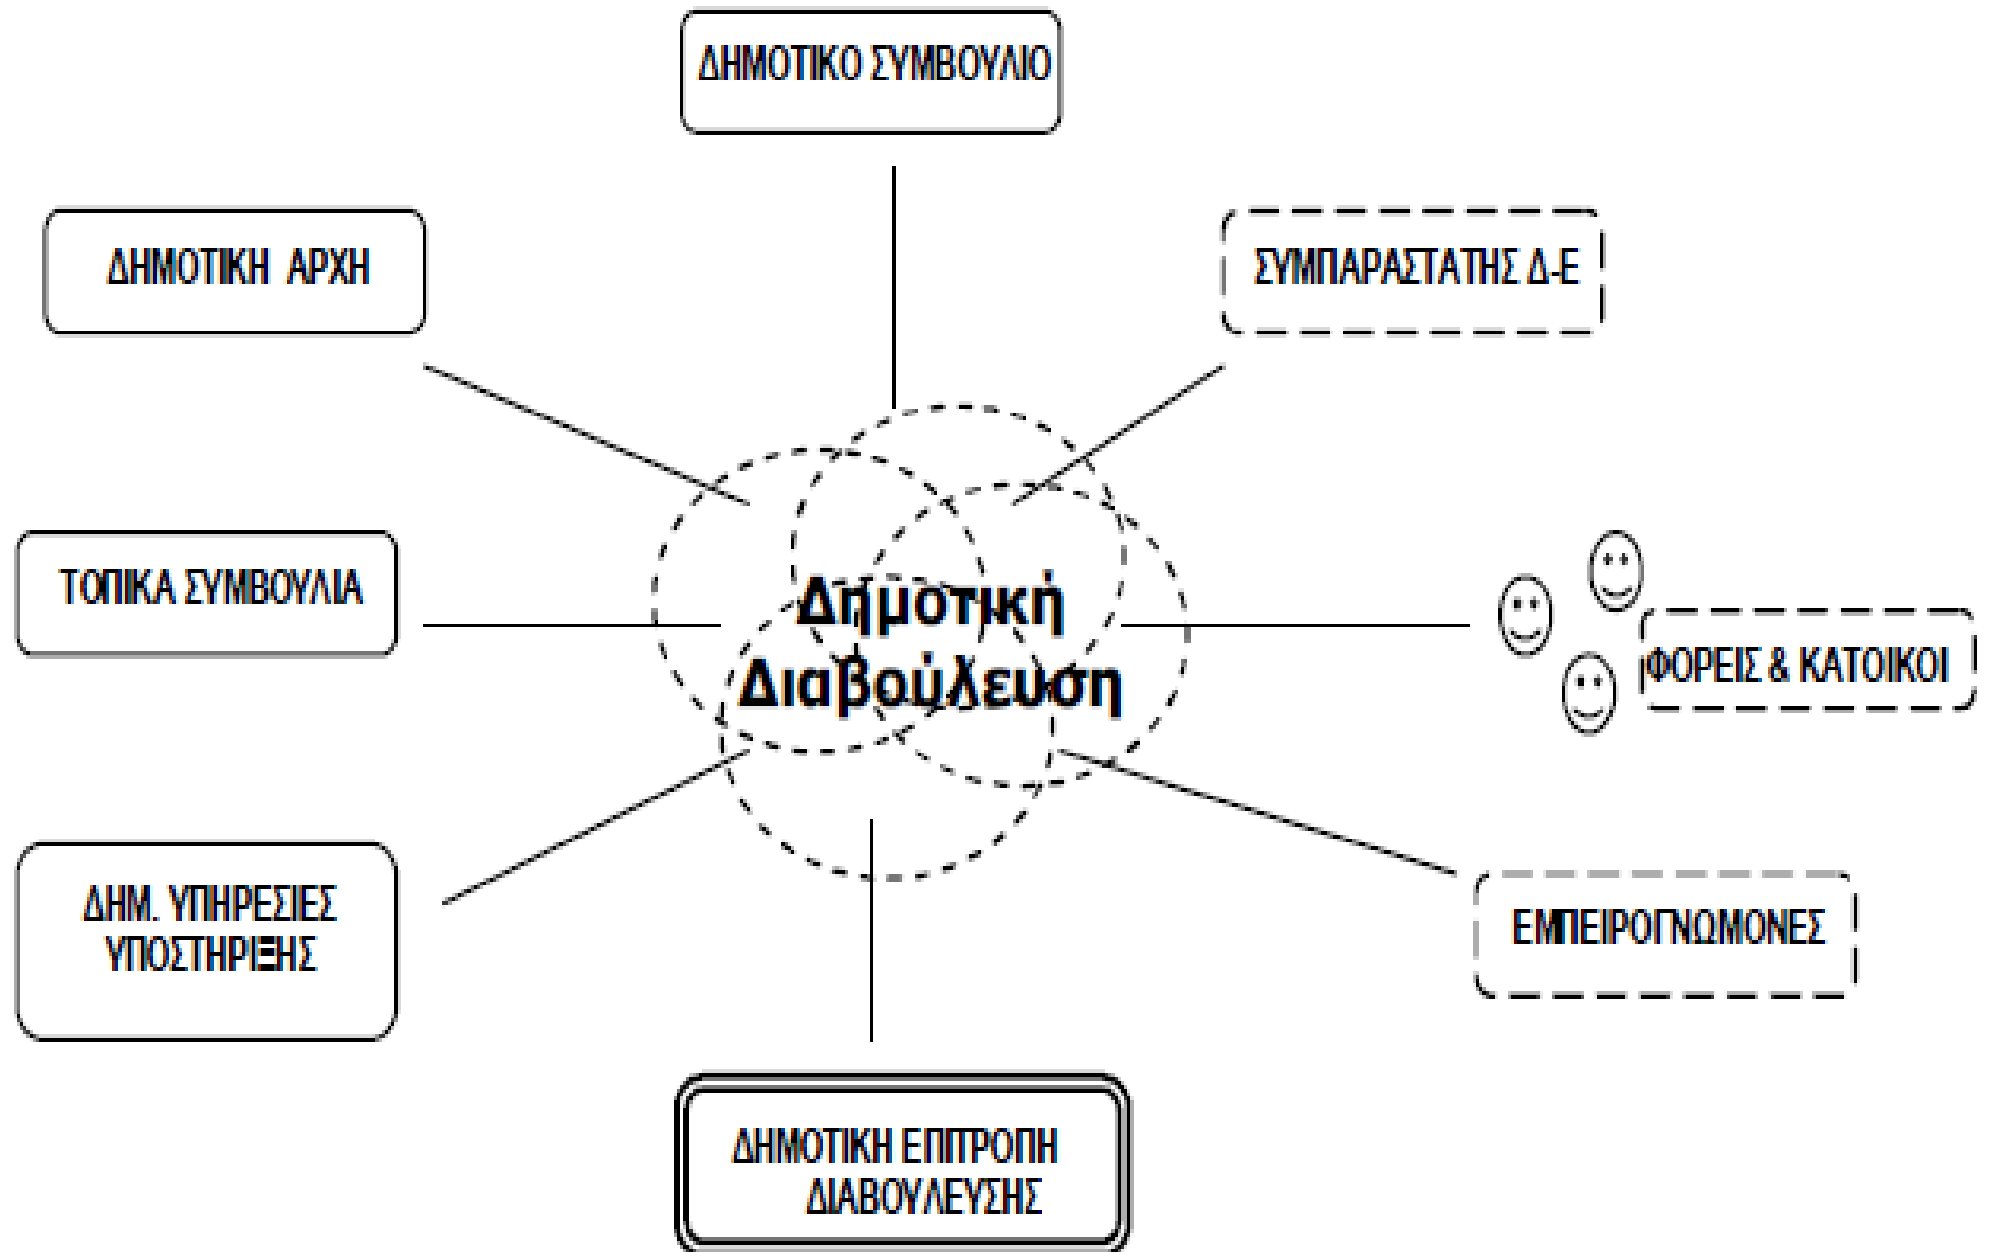 ΔΗΜΟΤΙΚΟ ΣΥΜΒΟΥΛΙΟ
ΔΗΜΟΤΙΚΗ ΑΡΧΗ
ΣΥΜΠΑΡΑΣΤΑΤΗΣ Δ-Ε
ΤΟΠΙΚΑ ΣΥΜΒΟΥΛΙΑ
Δημοτική
Διαβούλευση
ΦΟΡΕΙΣ & ΚΑΤΟΙΚΟΙ
ΔΗΜ. ΥΠΗΡΕΣΙΕΣ
ΥΠΟΣΤΗΡΙΞΗΣ
ΕΜΠΕΙΡΟΓΝΩΜΟΝΕΣ
ΔΗΜΟΤΙΚΗ ΕΠΙΤΡΟΠΗ
ΔΙΑΒΟΥΛΕΥΣΗΣ